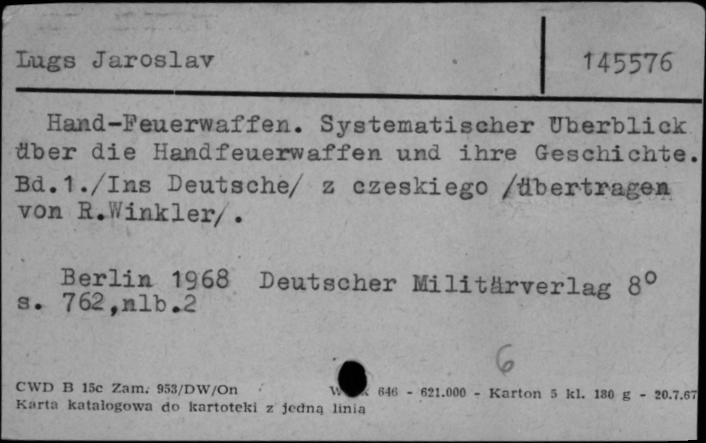 Lugs Jaroslav
145576
Hand-Feuerwaffen. Systematischer Überblick
über die Handfeuerwaffen und ihre Geschichte.
Bd.1./Ins Deutsche/ z czeskiego /übertragen
von R.Winkler/.
Berlin 1968 Deutscher Militärverlag 8°
s. 762,nlb.2
6
CWD B 15c Zam. 953/DW/On 646 - 621.000 - Karton 5 kl. 180 g - 20.7.67
Karta katalogowa do kartoteki z jedną linia